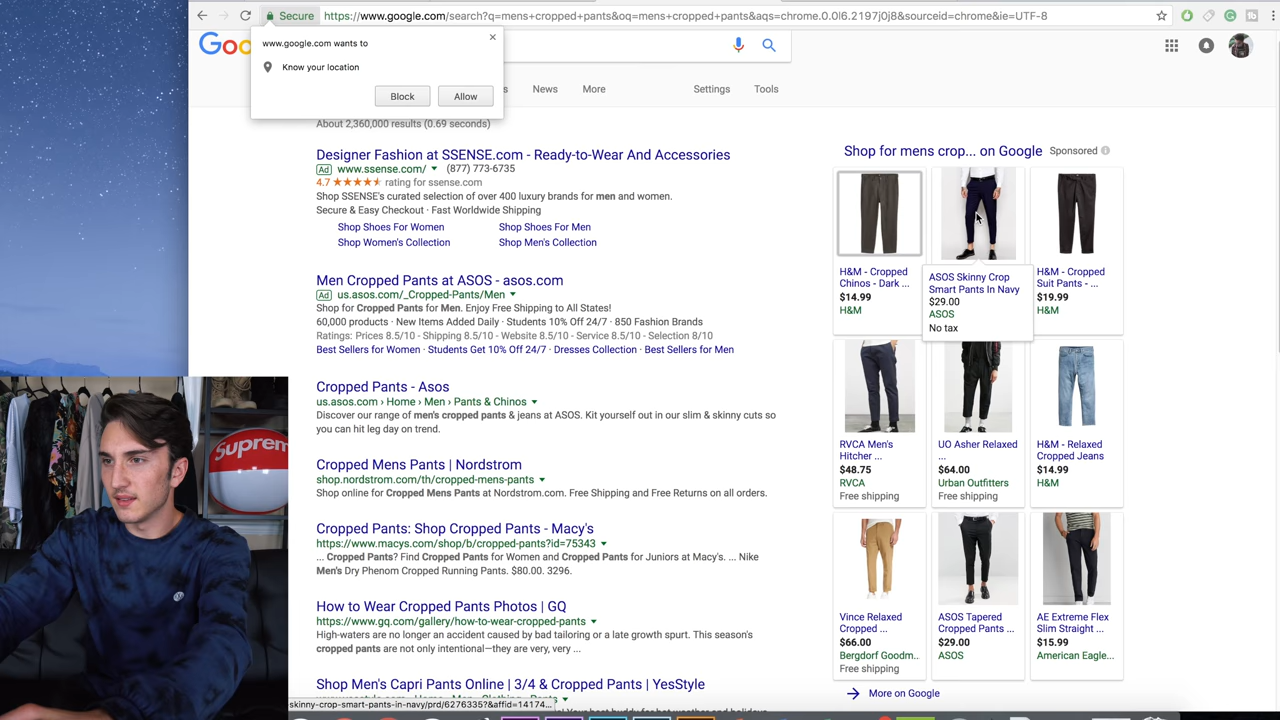 Secure
https://www.google.com/search?q=mens+cropped+pants&oq=mens+cropped+pants&aqs=chrome.0.0l6.2197j0j8&sourceid=chrome&ie=UTF-8
www.google.com wants to
Know your location
Block
Allow
News
More
Settings
Tools
About 2,360,000 results (0.69 seconds)
Designer Fashion at SSENSE.com - Ready-to-Wear And Accessories
Ad www.ssense.com/ (877) 773-6735
4.7 rating for ssense.com
Shop SSENSE's curated selection of over 400 luxury brands for men and women.
Secure & Easy Checkout · Fast Worldwide Shipping
Shop Shoes For Women
Shop Shoes For Men
Shop Women's Collection
Shop Men's Collection
Men Cropped Pants at ASOS - asos.com
Ad us.asos.com/_Cropped-Pants/Men
Shop for Cropped Pants for Men. Enjoy Free Shipping to All States!
60,000 products · New Items Added Daily · Students 10% Off 24/7 · 850 Fashion Brands
Ratings: Prices 8.5/10 - Shipping 8.5/10 - Website 8.5/10 - Service 8.5/10 - Selection 8/10
Best Sellers for Women · Students Get 10% Off 24/7 · Dresses Collection · Best Sellers for Men
Cropped Pants - Asos
us.asos.com › Home › Men › Pants & Chinos
Discover our range of men's cropped pants & jeans at ASOS. Kit yourself out in our slim & skinny cuts so
you can hit leg day on trend.
Cropped Mens Pants | Nordstrom
shop.nordstrom.com/th/cropped-mens-pants
Shop online for Cropped Mens Pants at Nordstrom.com. Free Shipping and Free Returns on all orders.
Cropped Pants: Shop Cropped Pants - Macy's
https://www.macys.com/shop/b/cropped-pants?id=75343
... Cropped Pants? Find Cropped Pants for Women and Cropped Pants for Juniors at Macy's. ... Nike
Men's Dry Phenom Cropped Running Pants. $80.00. 3296.
How to Wear Cropped Pants Photos | GQ
https://www.gq.com/gallery/how-to-wear-cropped-pants
High-waters are no longer an accident caused by bad tailoring or a late growth spurt. This season's
cropped pants are not only intentional—they are very, very ...
Shop Men's Capri Pants Online | 3/4 & Cropped Pants | YesStyle
skinny-crop-smart-pants-in-navy/prd/6276335?&affid=14174...
Shop for mens crop... on Google Sponsored
H&M - Cropped
Chinos - Dark ...
$14.99
H&M
ASOS Skinny Crop
Smart Pants In Navy
$29.00
ASOS
No tax
H&M - Cropped
Suit Pants - ...
$19.99
H&M
RVCA Men's
Hitcher ...
$48.75
RVCA
Free shipping
UO Asher Relaxed
...
$64.00
Urban Outfitters
Free shipping
H&M - Relaxed
Cropped Jeans
$14.99
H&M
Vince Relaxed
Cropped ...
$66.00
Bergdorf Goodm..
Free shipping
ASOS Tapered
Cropped Pants ...
$29.00
ASOS
AE Extreme Flex
Slim Straight ...
$15.99
American Eagle...
More on Google
Suprem